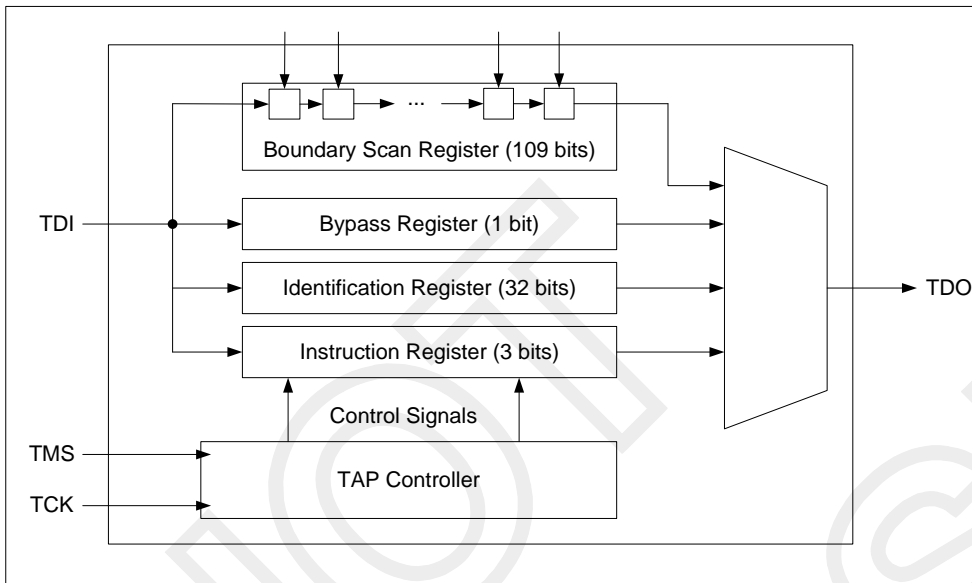 ...
Boundary Scan Register (109 bits)
TDI
Bypass Register (1 bit)
Identification Register (32 bits)
TDO
Instruction Register (3 bits)
Control Signals
TMS
TAP Controller
TCK